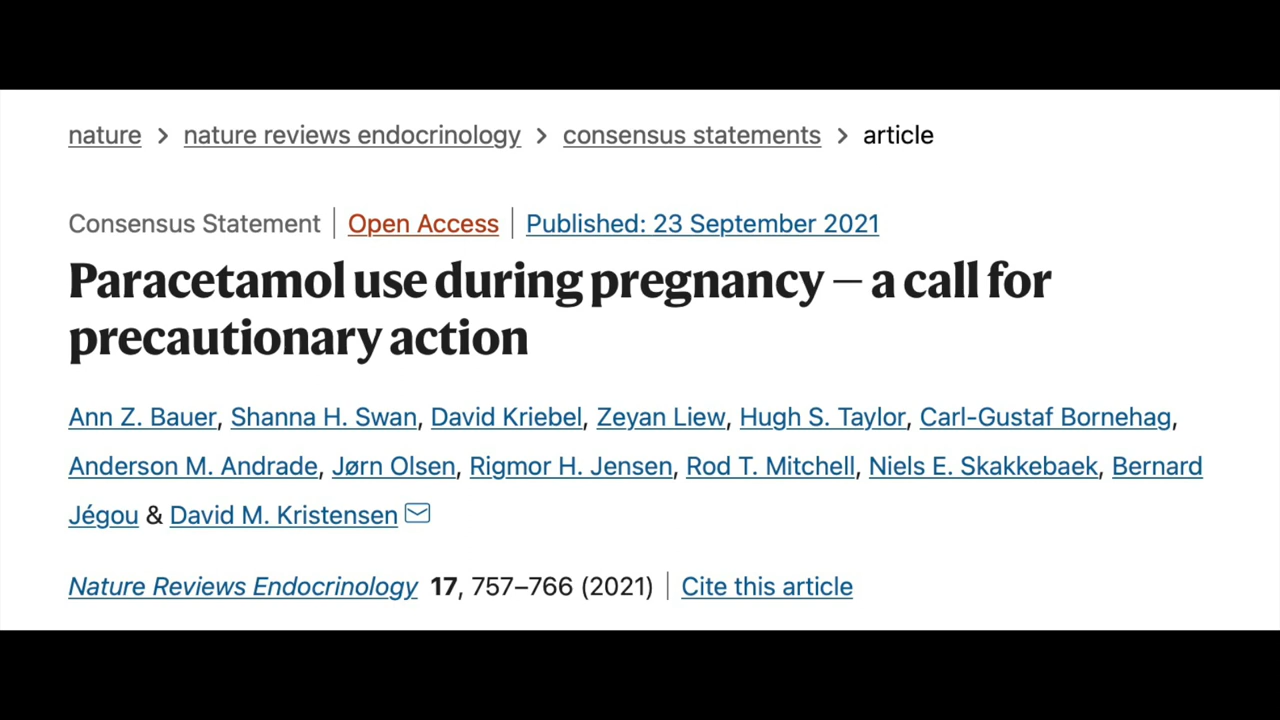 nature > nature reviews endocrinology > consensus statements > article
Consensus Statement | Open Access | Published: 23 September 2021
Paracetamol use during pregnancy — a call for
precautionary action
Ann Z. Bauer, Shanna H. Swan, David Kriebel, Zeyan Liew, Hugh S. Taylor, Carl-Gustaf Bornehag,
Anderson M. Andrade, Jørn Olsen, Rigmor H. Jensen, Rod T. Mitchell, Niels E. Skakkebaek, Bernard
Jégou & David M. Kristensen
Nature Reviews Endocrinology 17, 757–766 (2021) | Cite this article